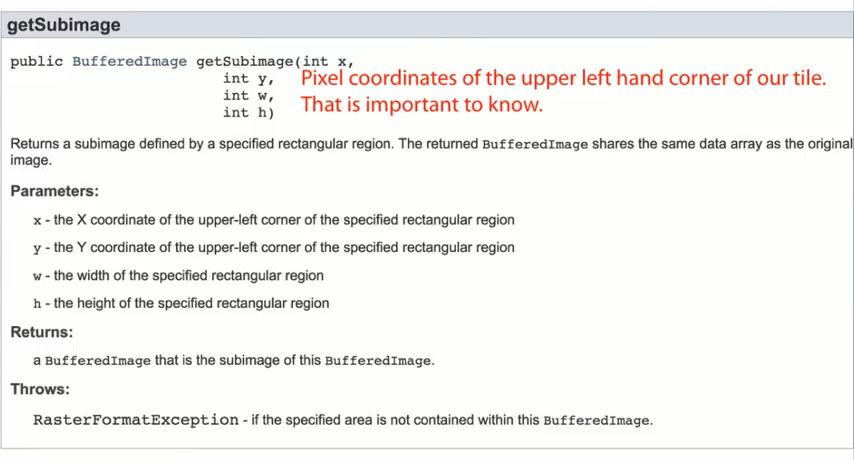 getSubimage
public BufferedImage getSubimage(int x,
int y,
int w,
int h)
Pixel coordinates of the upper left hand corner of our tile.
That is important to know.
Returns a subimage defined by a specified rectangular region. The returned BufferedImage shares the same data array as the original
image.
Parameters:
x - the X coordinate of the upper-left corner of the specified rectangular region
y - the Y coordinate of the upper-left corner of the specified rectangular region
w - the width of the specified rectangular region
h - the height of the specified rectangular region
Returns:
a BufferedImage that is the subimage of this BufferedImage.
Throws:
RasterFormatException - if the specified area is not contained within this BufferedImage.